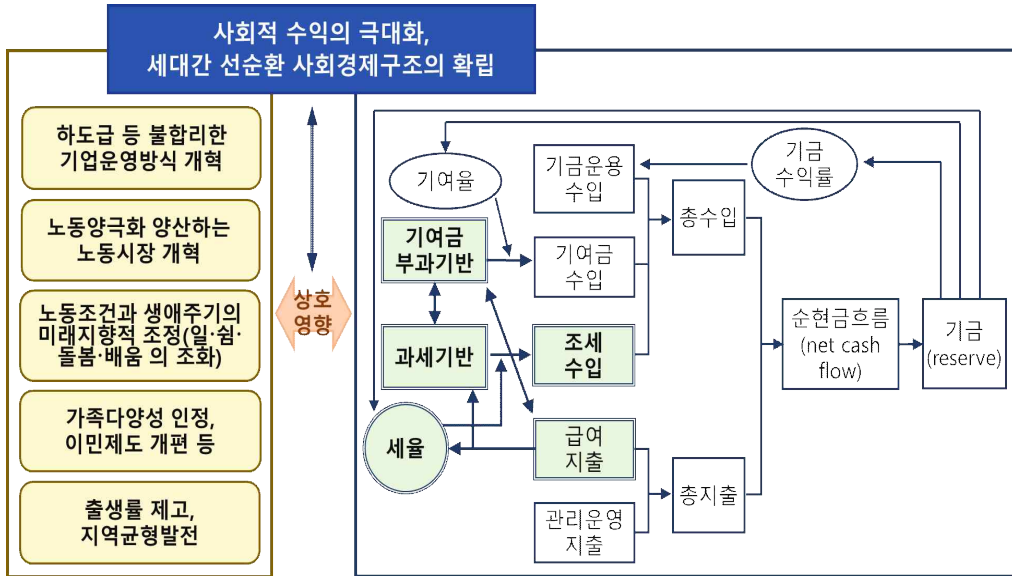 사회적 수익의 극대화,
세대간 선순환 사회경제구조의 확립
하도급 등 불합리한
기업운영방식 개혁
노동양극화 양산하는
노동시장 개혁
노동조건과 생애주기의
미래지향적 조정(일·쉼·
돌봄·배움 의 조화)
가족다양성 인정,
이민제도 개편 등
출생률 제고,
지역균형발전
상호
영향
기여율
기여금
부과기반
과세기반
세율
기금운용
수입
기여금
수입
조세
수입
급여
지출
관리운영
지출
기금
수익률
총수입
총지출
순현금흐름
(net cash
flow)
기금
(reserve)